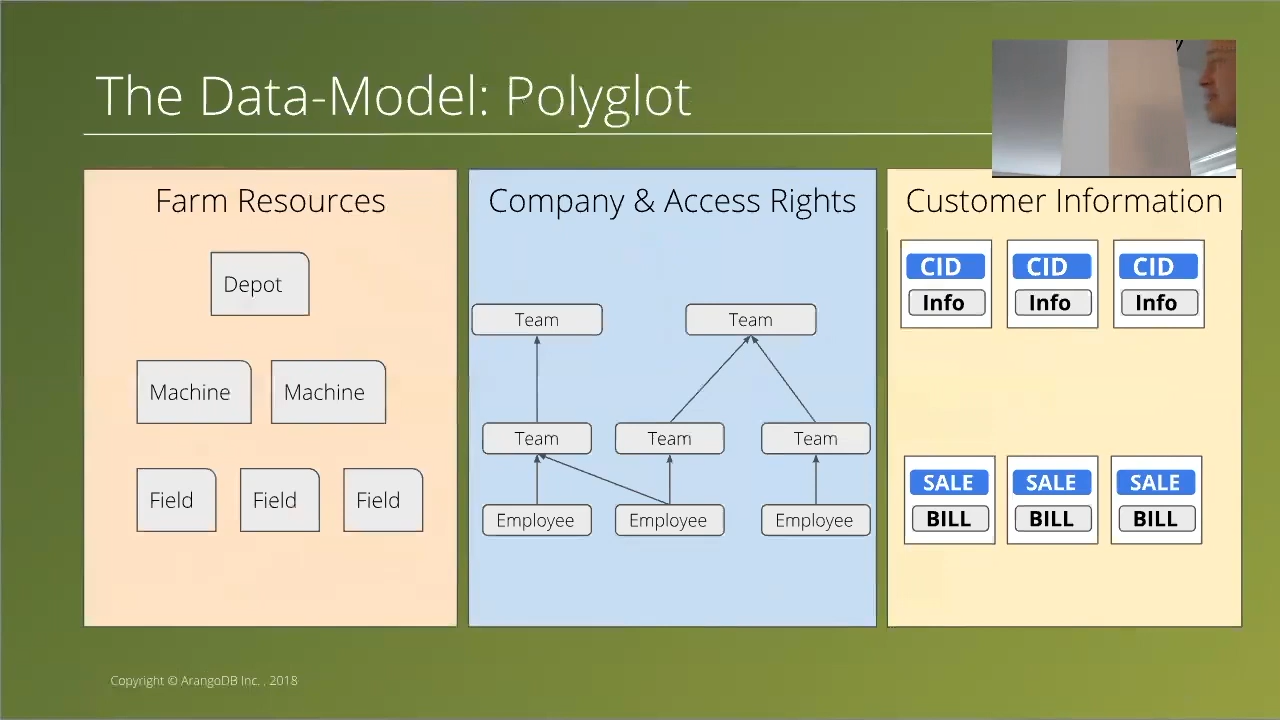 The Data-Model: Polyglot
Farm Resources
Depot
Machine
Machine
Field
Field
Field
Company & Access Rights
Team
Team
Team
Team
Team
Employee
Employee
Employee
Customer Information
CID
CID
CID
Info
Info
Info
SALE
SALE
SALE
BILL
BILL
BILL
Copyright © ArangoDB Inc. , 2018